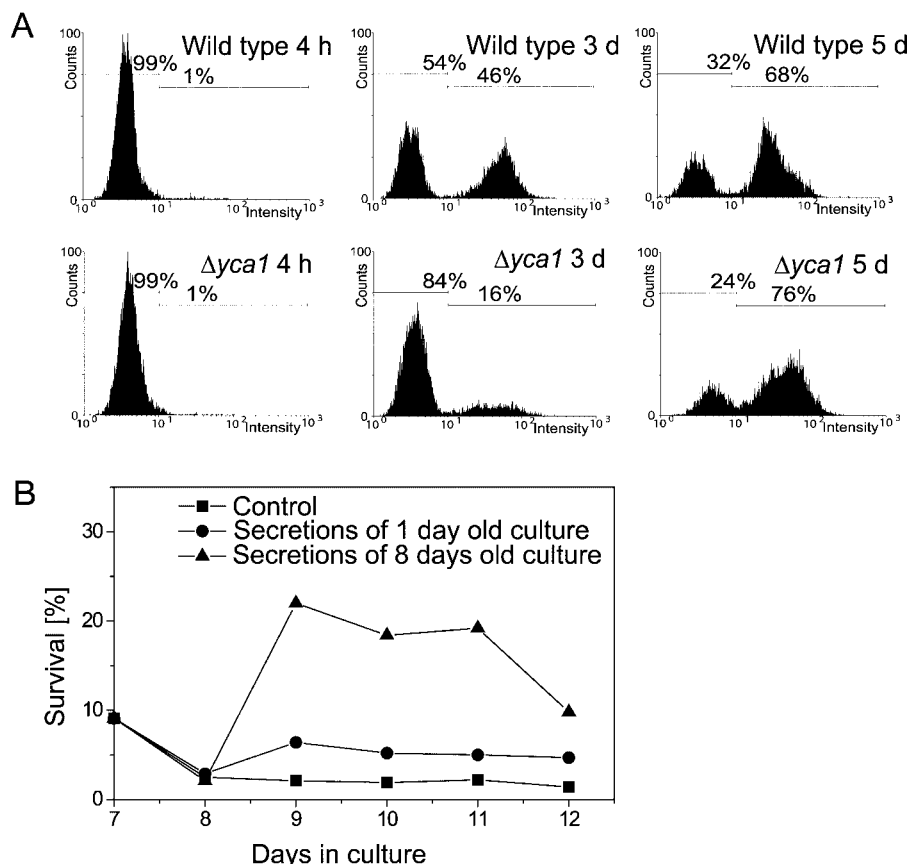 A
Wild type 4 h
100
Counts
99%
1%
0
10^0
10^1
10^2
Intensity
10^3
Wild type 3 d
100
Counts
54%
46%
0
10^0
10^1
10^2
Intensity
10^3
Wild type 5 d
100
Counts
32%
68%
0
10^0
10^1
10^2
Intensity
10^3
Δyca1 4 h
100
Counts
99%
1%
0
10^0
10^1
10^2
Intensity
10^3
Δyca1 3 d
100
Counts
84%
16%
0
10^0
10^1
10^2
Intensity
10^3
Δyca1 5 d
100
Counts
24%
76%
0
10^0
10^1
10^2
Intensity
10^3
B
Control
Secretions of 1 day old culture
Secretions of 8 days old culture
Survival [%]
30
20
10
0
7 8 9 10 11 12
Days in culture